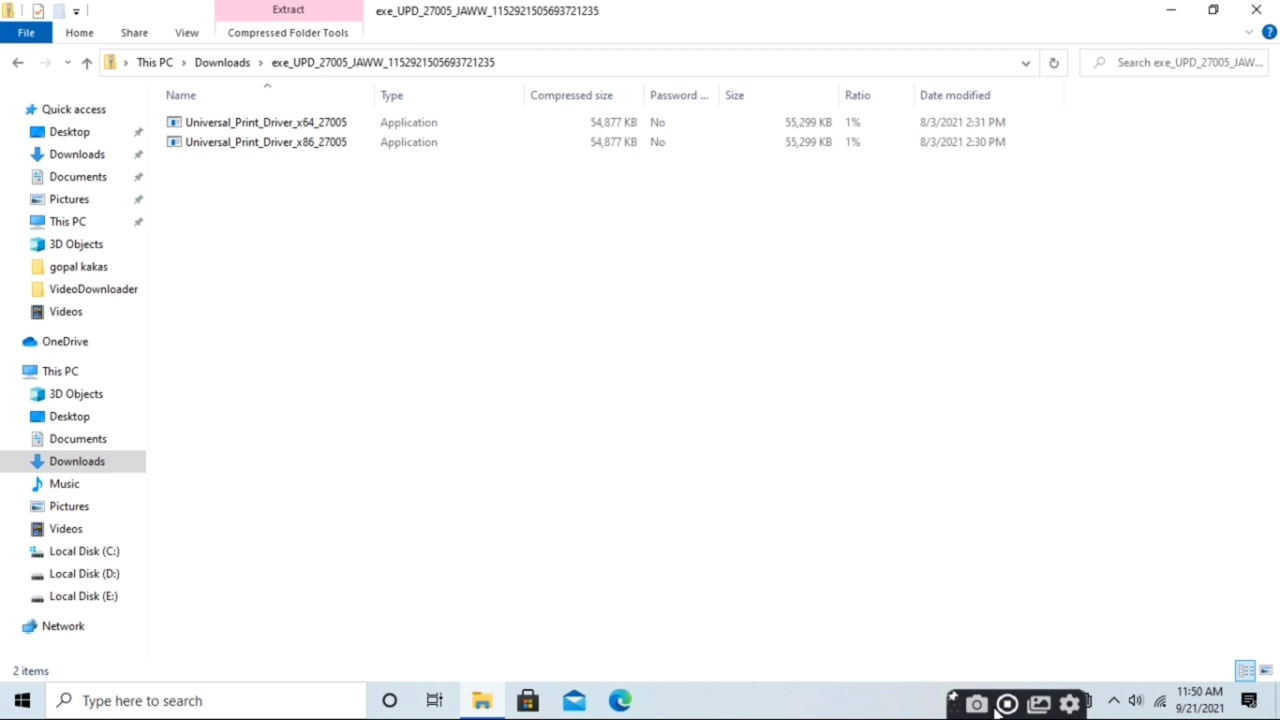 Extract
exe_UPD_27005_JAWW_1152921505693721235
File Home Share View Compressed Folder Tools
This PC Downloads exe_UPD_27005_JAWW_1152921505693721235 Search exe_UPD_27005_JAW...
Name Type Compressed size Password ... Size Ratio Date modified
Universal_Print_Driver_x64_27005 Application 54,877 KB No 55,299 KB 1% 8/3/2021 2:31 PM
Universal_Print_Driver_x86_27005 Application 54,877 KB No 55,299 KB 1% 8/3/2021 2:30 PM
Quick access
Desktop
Downloads
Documents
Pictures
This PC
3D Objects
gopal kakas
VideoDownloader
Videos
OneDrive
This PC
3D Objects
Desktop
Documents
Downloads
Music
Pictures
Videos
Local Disk (C:)
Local Disk (D:)
Local Disk (E:)
Network
2 items
Type here to search
11:50 AM
9/21/2021